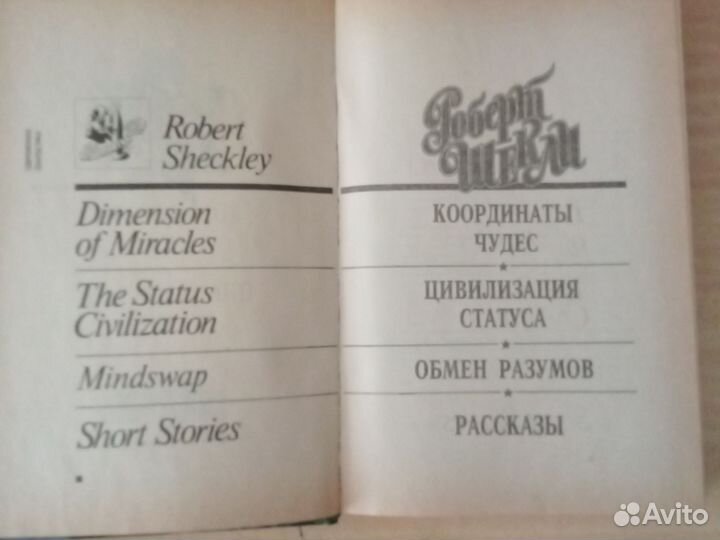 Robert
Sheckley
Dimension
of Miracles
The Status
Civilization
Mindswap
Short Stories
Роберт
ШЕКЛИ
КООРДИНАТЫ
ЧУДЕС
ЦИВИЛИЗАЦИЯ
СТАТУСА
ОБМЕН РАЗУМОВ
РАССКАЗЫ
Avito